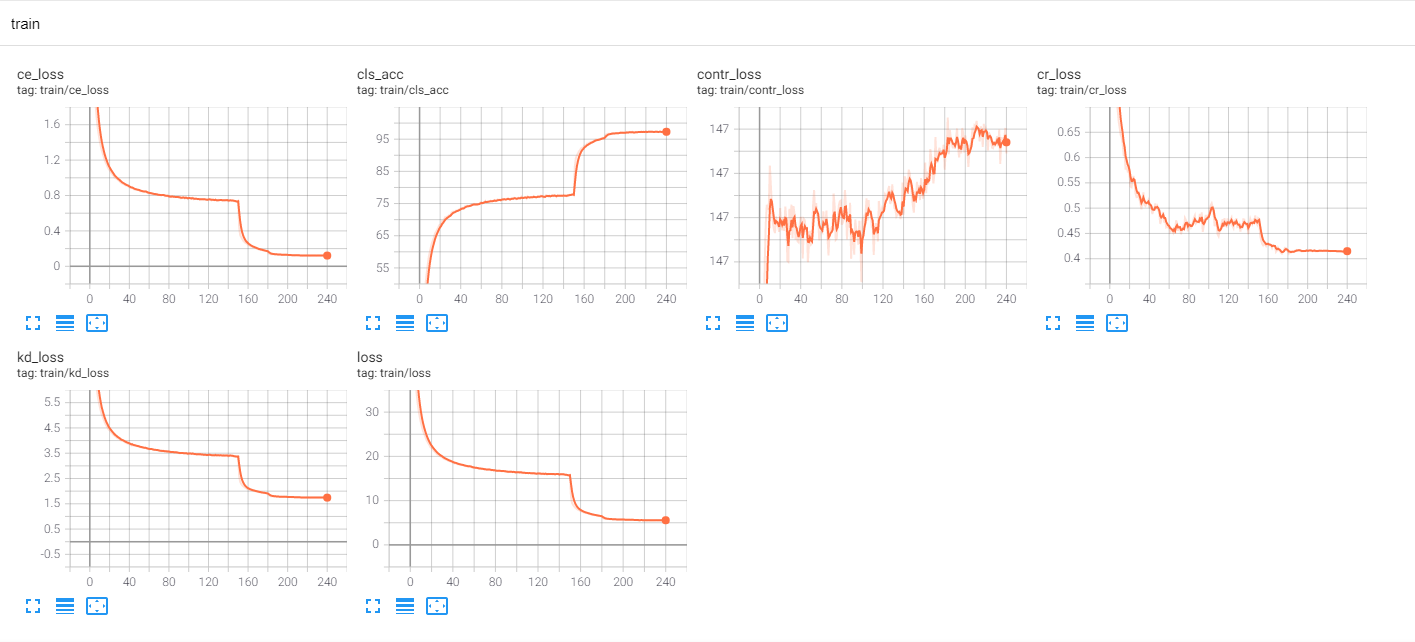 train
ce_loss
tag: train/ce_loss
1.6
1.2
0.8
0.4
0
0 40 80 120 160 200 240
cls_acc
tag: train/cls_acc
95
85
75
65
55
0 40 80 120 160 200 240
contr_loss
tag: train/contr_loss
147
147
147
147
0 40 80 120 160 200 240
cr_loss
tag: train/cr_loss
0.65
0.6
0.55
0.5
0.45
0.4
0 40 80 120 160 200 240
kd_loss
tag: train/kd_loss
5.5
4.5
3.5
2.5
1.5
0.5
-0.5
0 40 80 120 160 200 240
loss
tag: train/loss
30
20
10
0
0 40 80 120 160 200 240